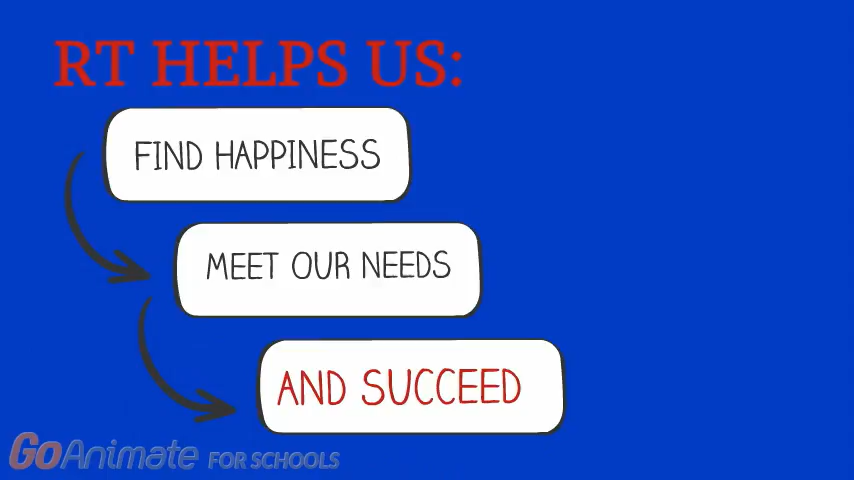 RT HELPS US:
FIND HAPPINESS
MEET OUR NEEDS
AND SUCCEED
GoAnimate FOR SCHOOLS